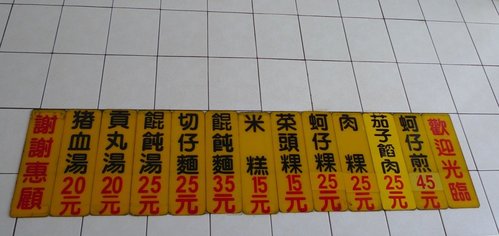 歡迎光臨
蚵仔煎45元
茄子餡肉25元
肉粿25元
蚵仔粿25元
菜頭粿15元
米糕15元
餛飩麵35元
切仔麵25元
餛飩湯25元
貢丸湯20元
猪血湯20元
謝謝惠顧